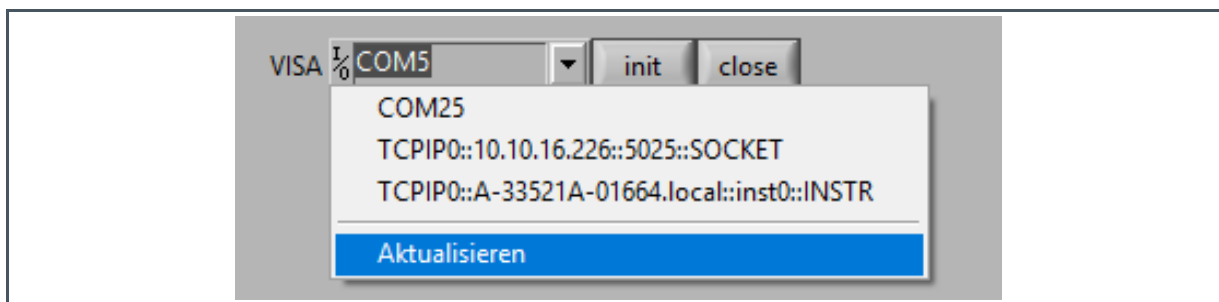 VISA I/O COM5 init close
COM25
TCPIP0::10.10.16.226::5025::SOCKET
TCPIP0::A-33521A-01664.local::inst0::INSTR
Aktualisieren